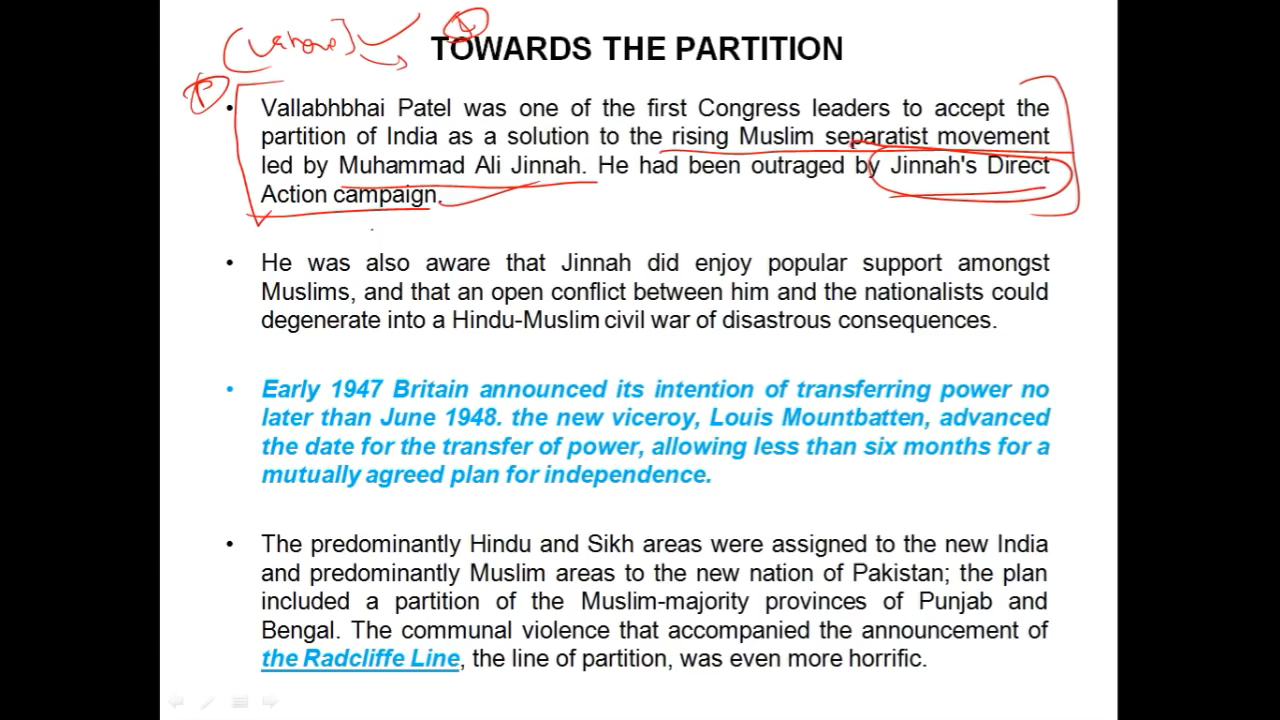 (Lahore]
TOWARDS THE PARTITION
• Vallabhbhai Patel was one of the first Congress leaders to accept the
partition of India as a solution to the rising Muslim separatist movement
led by Muhammad Ali Jinnah. He had been outraged by Jinnah's Direct
Action campaign.
• He was also aware that Jinnah did enjoy popular support amongst
Muslims, and that an open conflict between him and the nationalists could
degenerate into a Hindu-Muslim civil war of disastrous consequences.
• Early 1947 Britain announced its intention of transferring power no
later than June 1948. the new viceroy, Louis Mountbatten, advanced
the date for the transfer of power, allowing less than six months for a
mutually agreed plan for independence.
• The predominantly Hindu and Sikh areas were assigned to the new India
and predominantly Muslim areas to the new nation of Pakistan; the plan
included a partition of the Muslim-majority provinces of Punjab and
Bengal. The communal violence that accompanied the announcement of
the Radcliffe Line, the line of partition, was even more horrific.